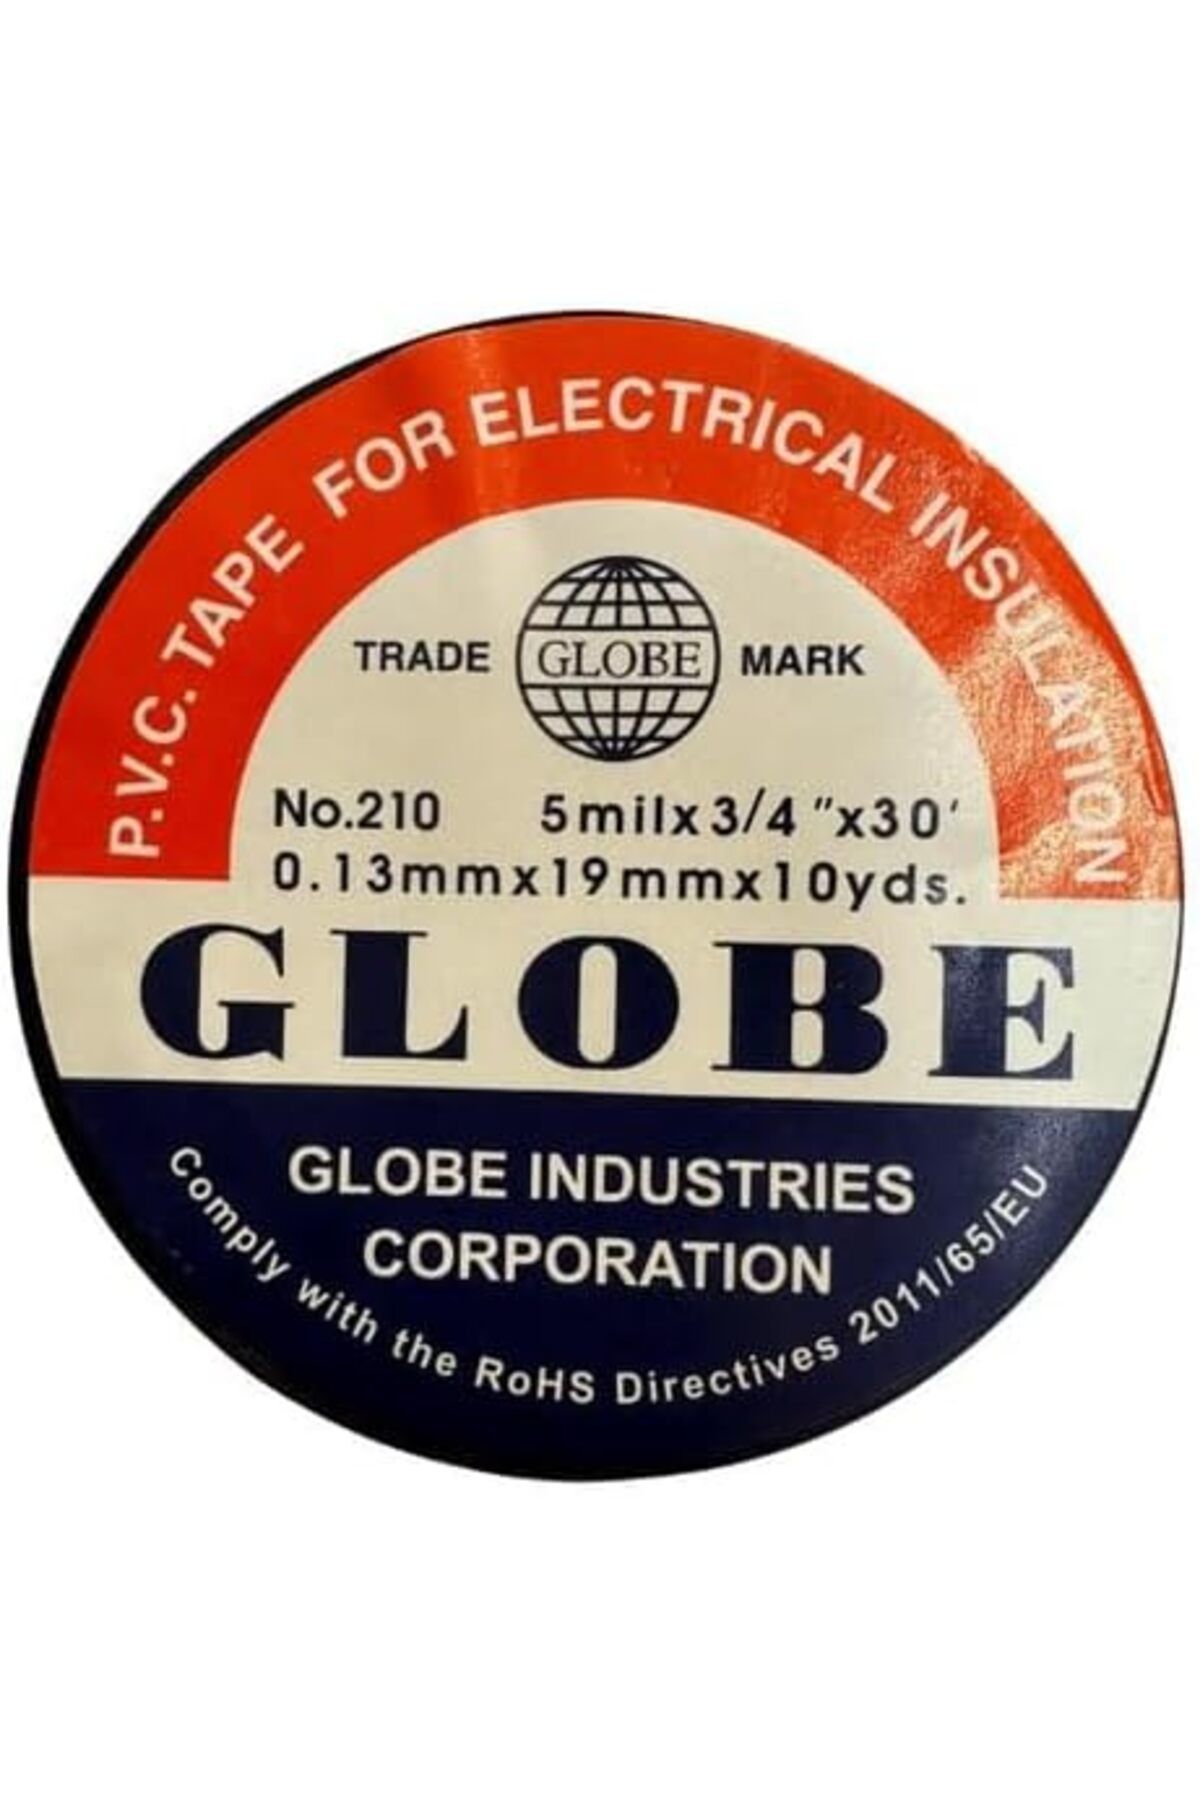 P.V.C. TAPE FOR ELECTRICAL INSULATION
TRADE GLOBE MARK
No.210 5milx3/4"x30'
0.13mmx19mmx10yds.
GLOBE
GLOBE INDUSTRIES
CORPORATION
Comply with the RoHS Directives 2011/65/EU